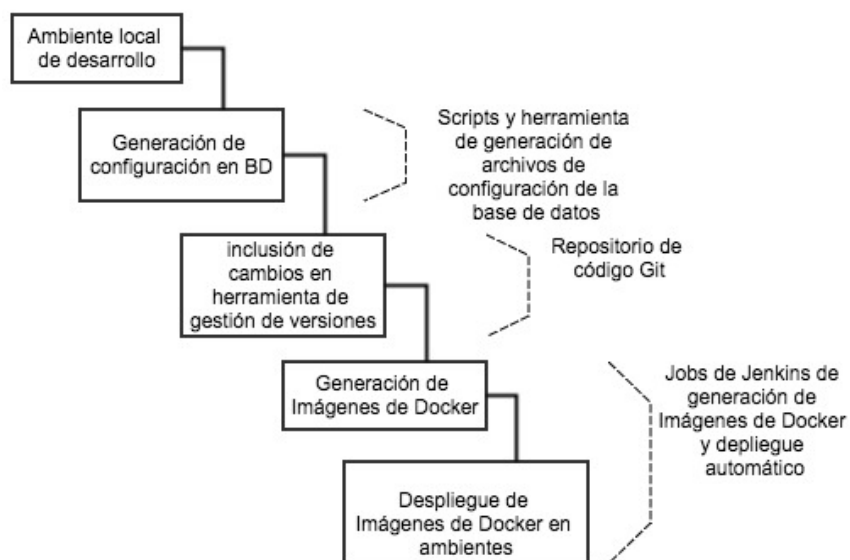 Ambiente local
de desarrollo
Generación de
configuración en BD
Scripts y herramienta
de generación de
archivos de
configuración de la
base de datos
inclusión de
cambios en
herramienta de
gestión de versiones
Repositorio de
código Git
Generación de
Imágenes de Docker
Jobs de Jenkins de
generación de
Imágenes de Docker
y depliegue
automático
Despliegue de
Imágenes de Docker en
ambientes